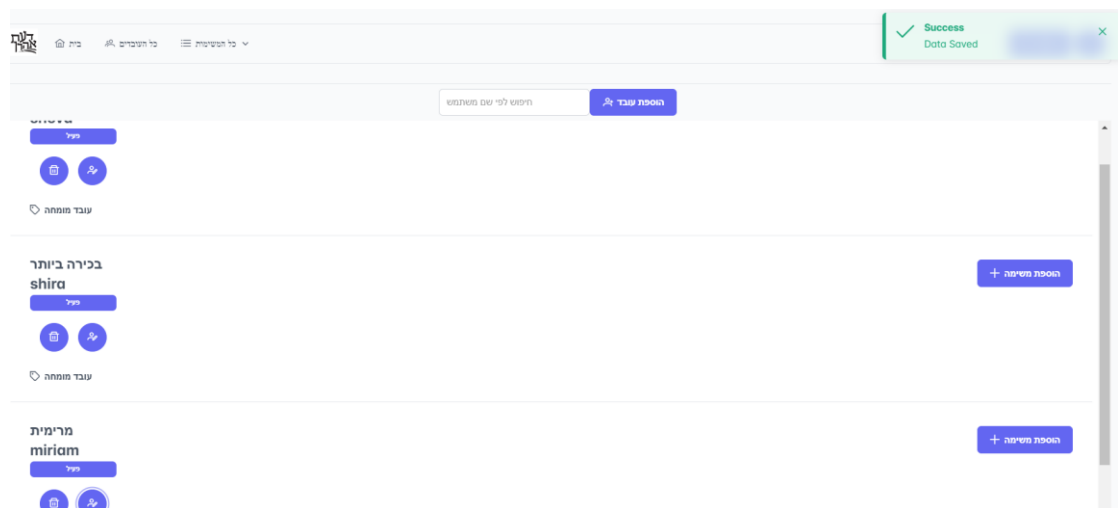 Success
Data Saved
בית
כל העובדים
כל המשימות
חיפוש לפי שם משתמש
הוספת עובד
פעיל
עובד מומחה
בכירה ביותר
shira
פעיל
הוספת משימה +
עובד מומחה
מרימית
miriam
פעיל
הוספת משימה +